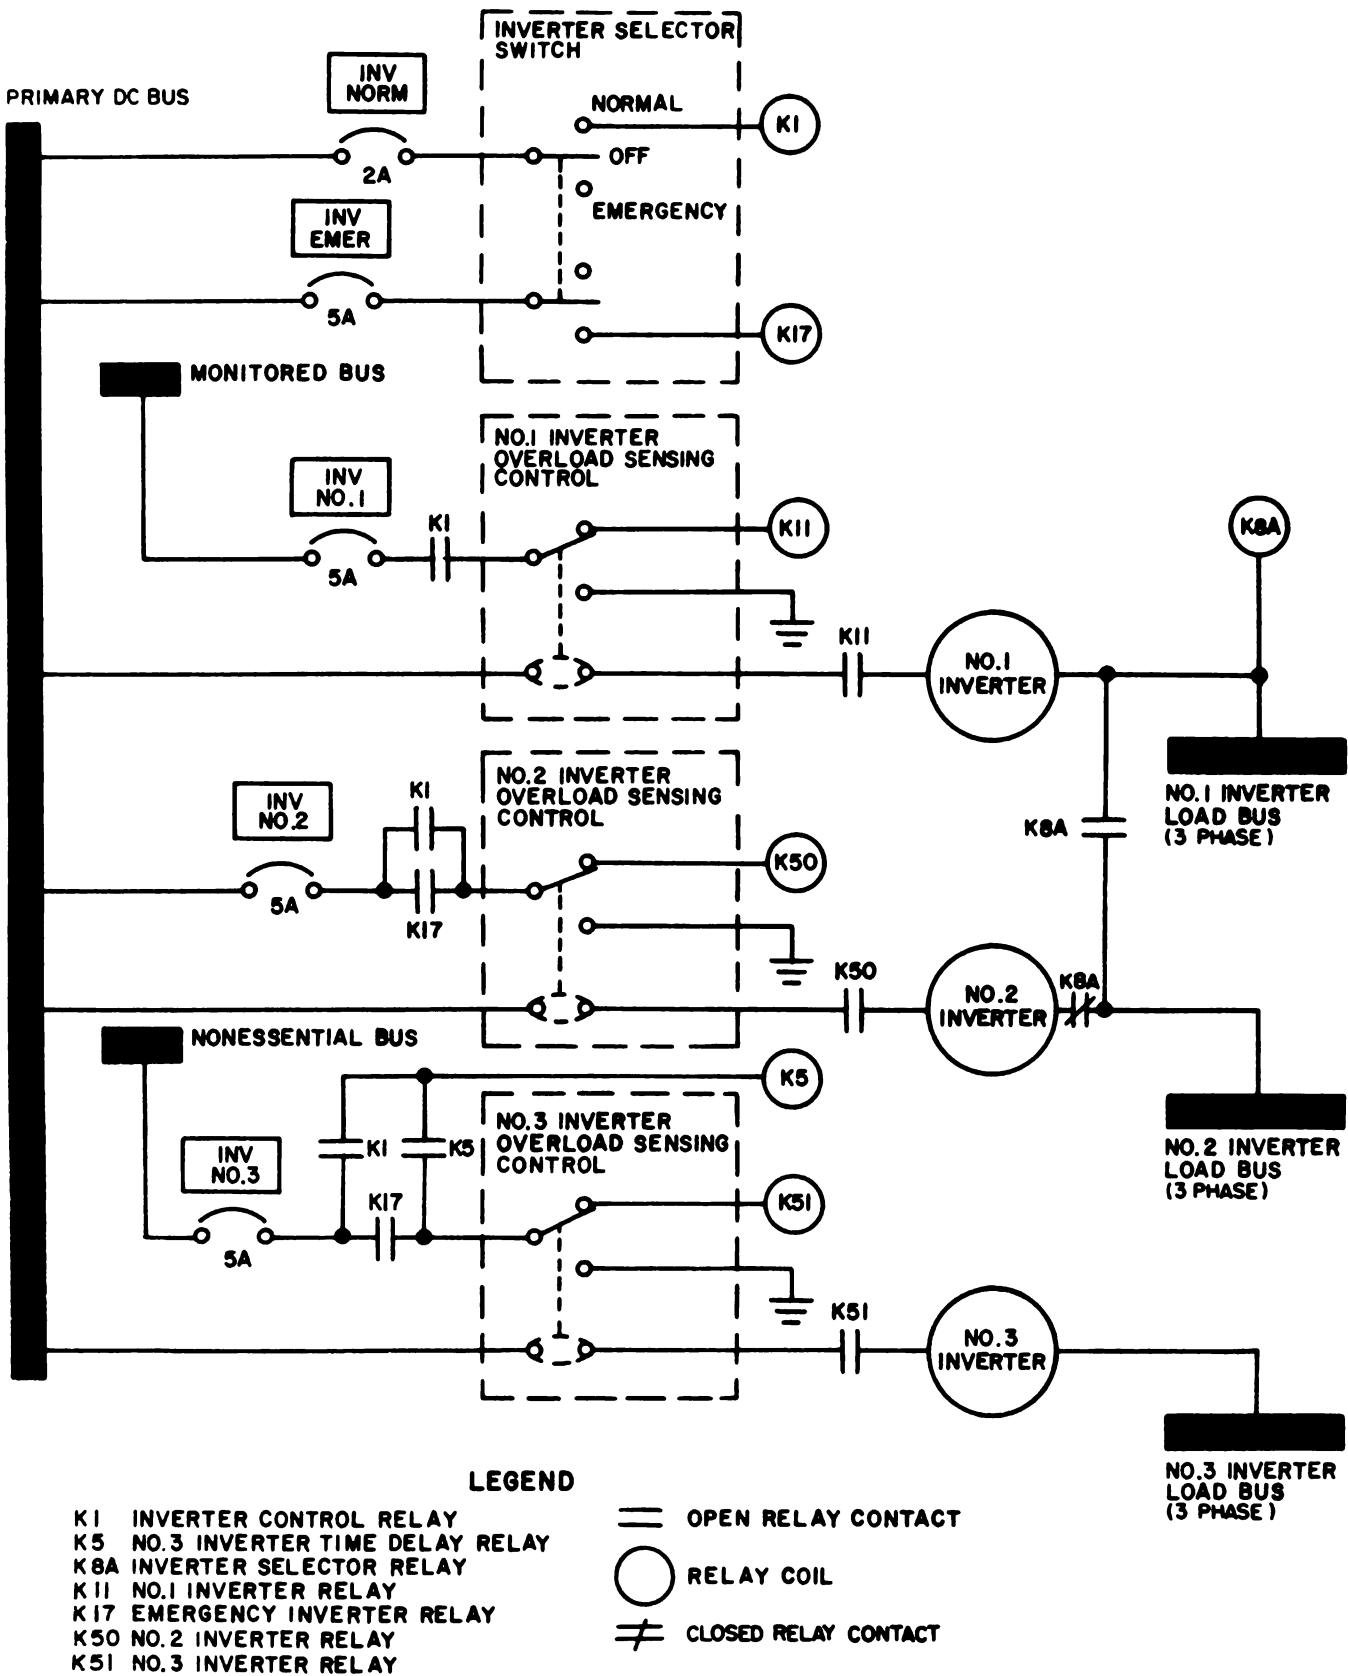 INVERTER SELECTOR
SWITCH
INV
NORM
PRIMARY DC BUS
NORMAL
K1
OFF
2A
EMERGENCY
INV
EMER
5A
K17
MONITORED BUS
NO.1 INVERTER
OVERLOAD SENSING
CONTROL
INV
NO.1
K1
K11
K8A
5A
K11
NO.1
INVERTER
NO.1 INVERTER
LOAD BUS
(3 PHASE)
NO.2 INVERTER
OVERLOAD SENSING
CONTROL
INV
NO.2
K1
K8A
K50
5A
K17
K50
NO.2
INVERTER
K8A
NONESSENTIAL BUS
K5
NO.3 INVERTER
OVERLOAD SENSING
CONTROL
NO.2 INVERTER
LOAD BUS
(3 PHASE)
INV
NO.3
K1
K5
K17
K51
5A
K51
NO.3
INVERTER
NO.3 INVERTER
LOAD BUS
(3 PHASE)
LEGEND
K1 INVERTER CONTROL RELAY
K5 NO.3 INVERTER TIME DELAY RELAY
K8A INVERTER SELECTOR RELAY
K11 NO.1 INVERTER RELAY
K17 EMERGENCY INVERTER RELAY
K50 NO.2 INVERTER RELAY
K51 NO.3 INVERTER RELAY
OPEN RELAY CONTACT
RELAY COIL
CLOSED RELAY CONTACT